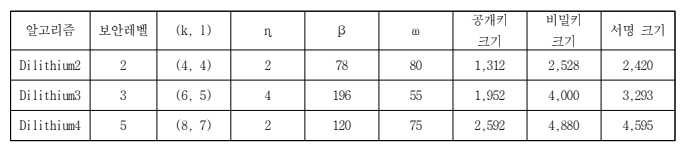 알고리즘 보안레벨 (k, l) η β ω 공개키 크기 비밀키 크기 서명 크기
Dilithium2 2 (4, 4) 2 78 80 1,312 2,528 2,420
Dilithium3 3 (6, 5) 4 196 55 1,952 4,000 3,293
Dilithium4 5 (8, 7) 2 120 75 2,592 4,880 4,595